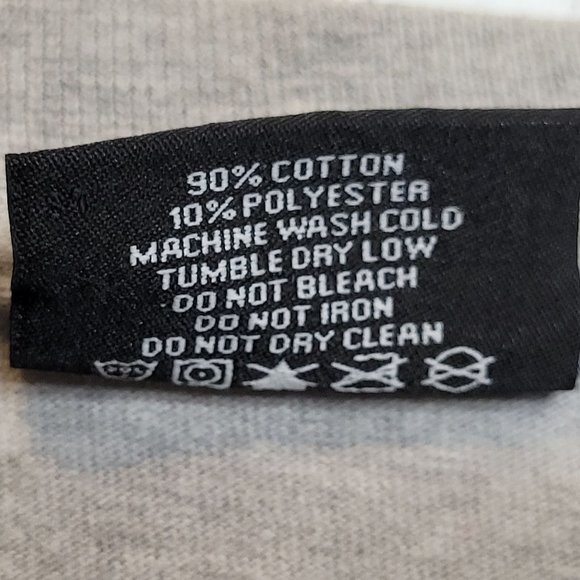 90% COTTON
10% POLYESTER
MACHINE WASH COLD
TUMBLE DRY LOW
DO NOT BLEACH
DO NOT IRON
DO NOT DRY CLEAN